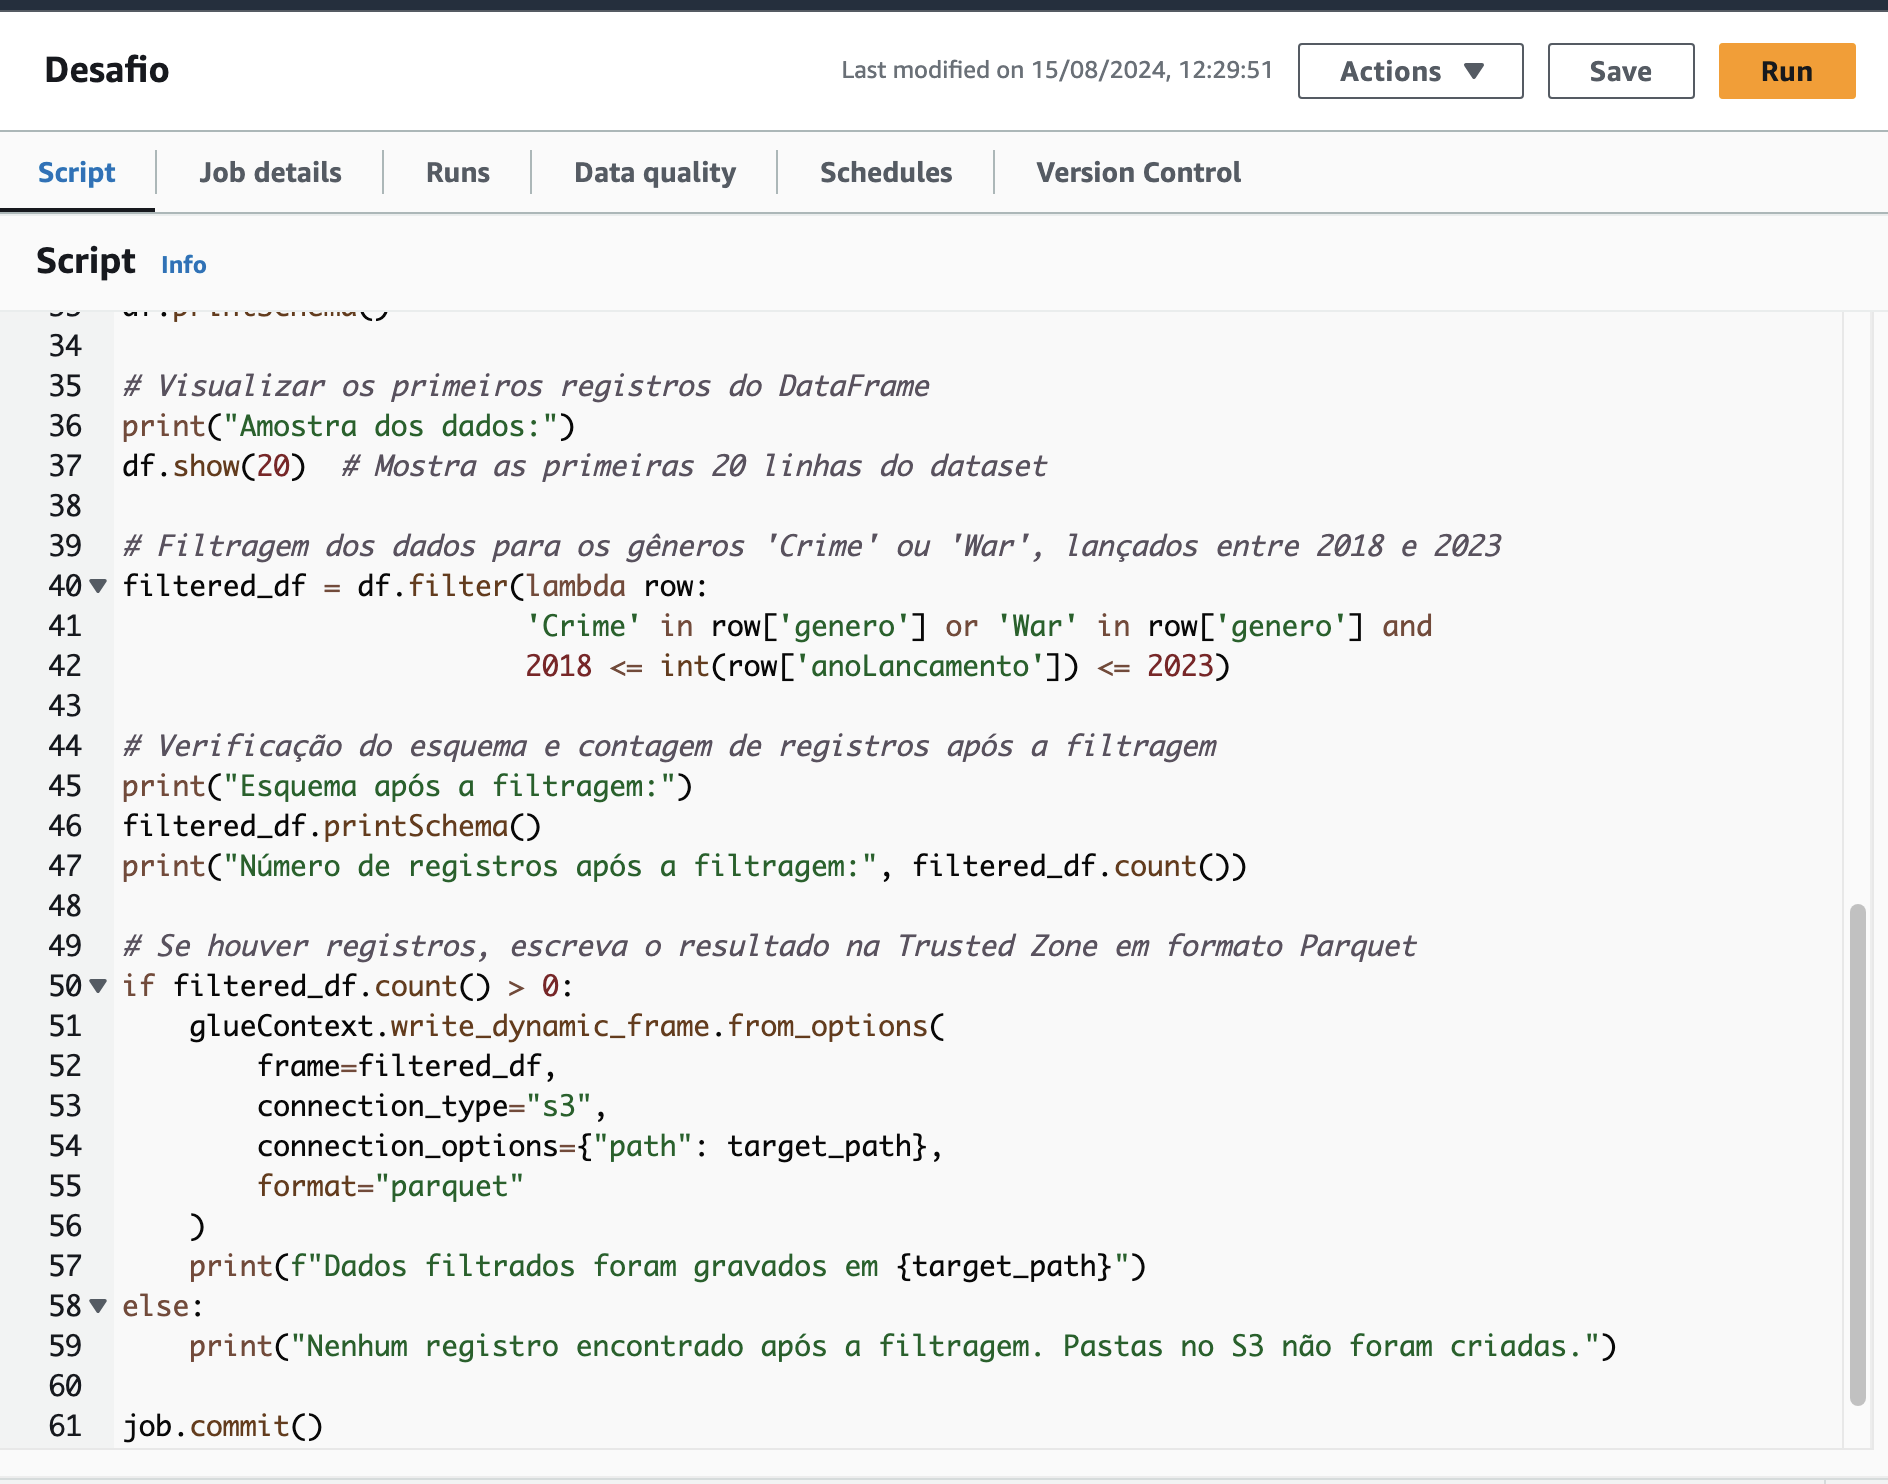 Desafio
Last modified on 15/08/2024, 12:29:51
Actions
Save
Run
Script
Job details
Runs
Data quality
Schedules
Version Control
Script Info
33 df.printSchema()
34
35 # Visualizar os primeiros registros do DataFrame
36 print("Amostra dos dados:")
37 df.show(20)  # Mostra as primeiras 20 linhas do dataset
38
39 # Filtragem dos dados para os gêneros 'Crime' ou 'War', lançados entre 2018 e 2023
40 filtered_df = df.filter(lambda row:
41                         'Crime' in row['genero'] or 'War' in row['genero'] and
42                         2018 <= int(row['anoLancamento']) <= 2023)
43
44 # Verificação do esquema e contagem de registros após a filtragem
45 print("Esquema após a filtragem:")
46 filtered_df.printSchema()
47 print("Número de registros após a filtragem:", filtered_df.count())
48
49 # Se houver registros, escreva o resultado na Trusted Zone em formato Parquet
50 if filtered_df.count() > 0:
51     glueContext.write_dynamic_frame.from_options(
52         frame=filtered_df,
53         connection_type="s3",
54         connection_options={"path": target_path},
55         format="parquet"
56     )
57     print(f"Dados filtrados foram gravados em {target_path}")
58 else:
59     print("Nenhum registro encontrado após a filtragem. Pastas no S3 não foram criadas.")
60
61 job.commit()